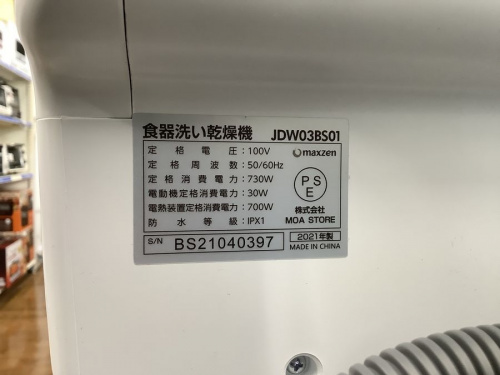 食器洗い乾燥機 JDW03BS01
定格電圧:100V
maxzen
定格周波数:50/60Hz
定格消費電力:730W
電動機定格消費電力:30W
電熱装置定格消費電力:700W
防水等級:IPX1
PS
E
株式会社
MOA STORE
S/N BS21040397
2021年製
MADE IN CHINA